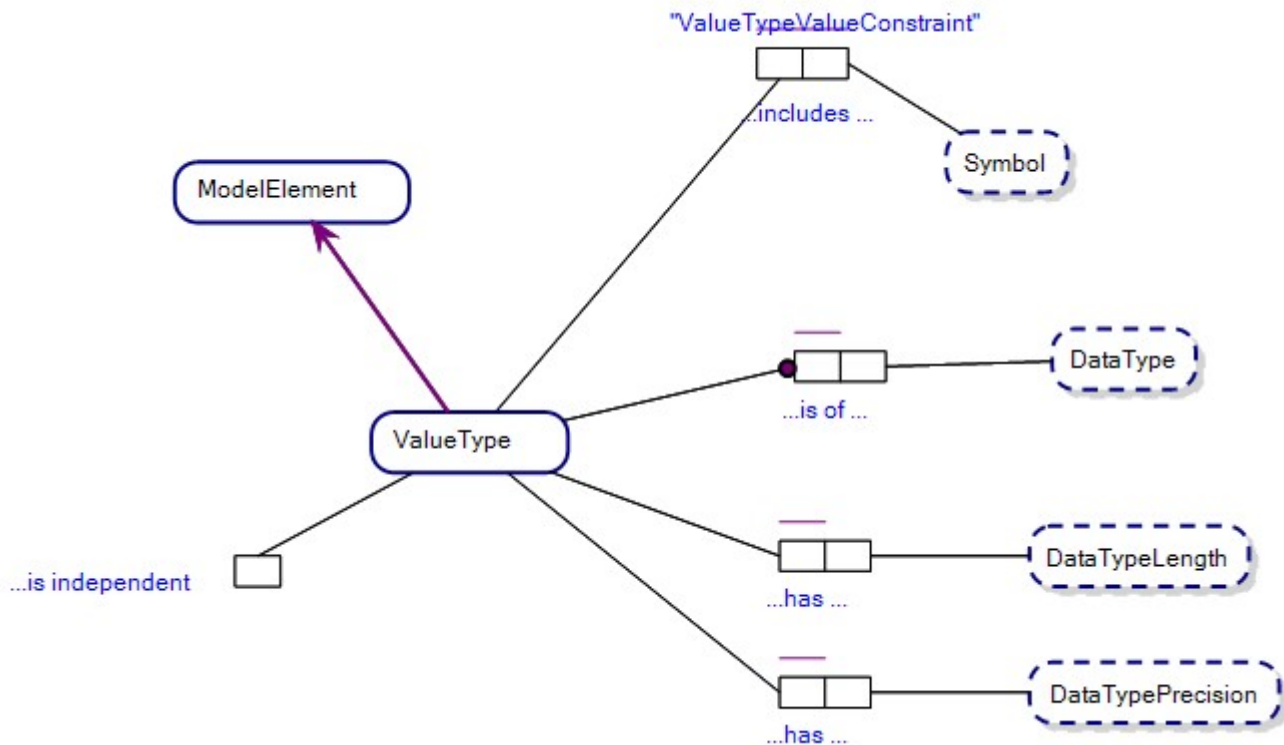 "ValueTypeValueConstraint"
...includes ...
Symbol
ModelElement
DataType
...is of ...
ValueType
DataTypeLength
...is independent
...has ...
DataTypePrecision
...has ...